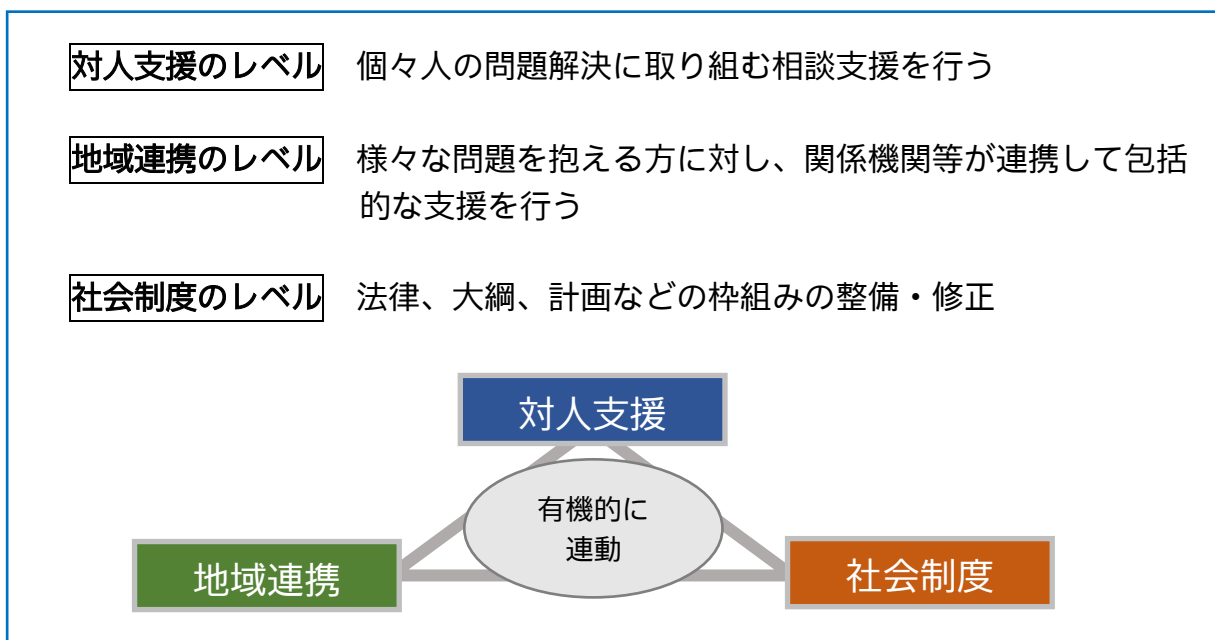 対人支援のレベル 個々人の問題解決に取り組む相談支援を行う
地域連携のレベル 様々な問題を抱える方に対し、関係機関等が連携して包括
的な支援を行う
社会制度のレベル 法律、大綱、計画などの枠組みの整備・修正
対人支援
有機的に
連動
地域連携
社会制度